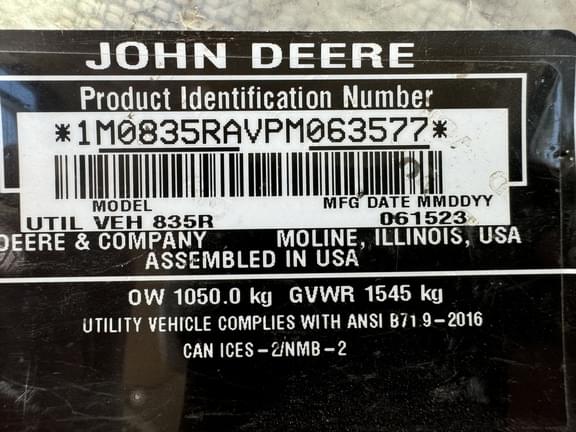 JOHN DEERE
Product Identification Number
*1M0835RAVPM063577*
MODEL MFG DATE MMDDYY
UTIL VEH 835R 061523
DEERE & COMPANY MOLINE, ILLINOIS, USA
ASSEMBLED IN USA
OW 1050.0 kg GVWR 1545 kg
UTILITY VEHICLE COMPLIES WITH ANSI B71.9-2016
CAN ICES-2/NMB-2